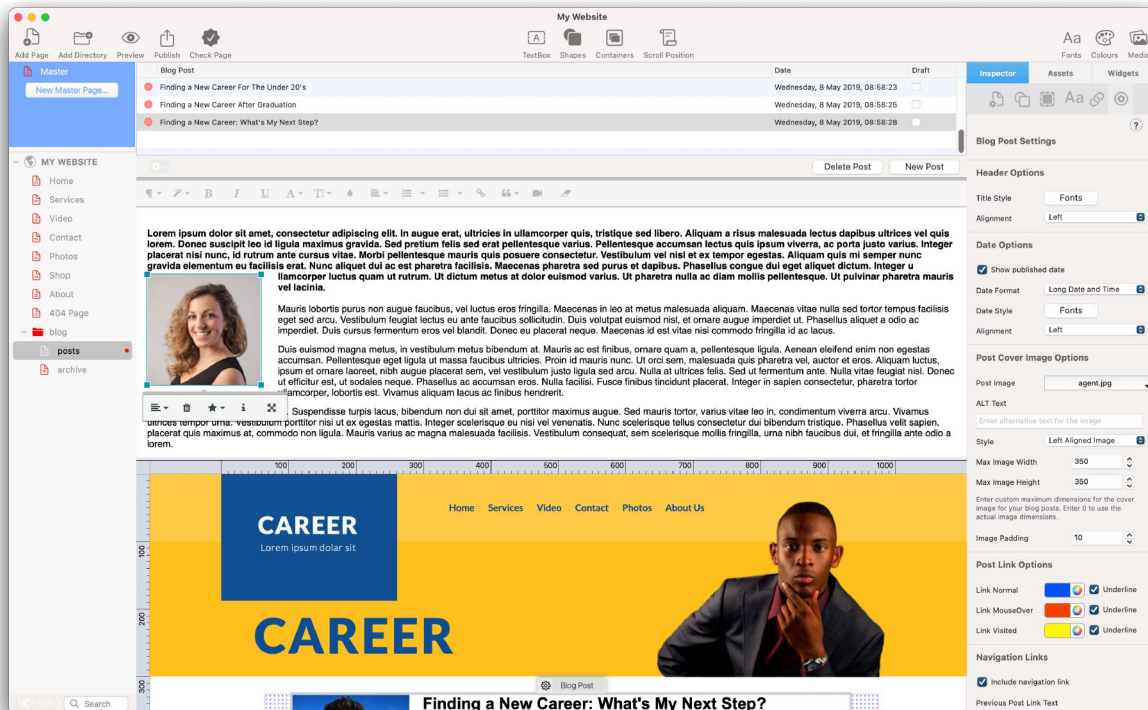 My Website
Add Page Add Directory Preview Publish Check Page
TextBox Shapes Containers Scroll Position
Fonts Colours Media
Master
New Master Page...
MY WEBSITE
Home
Services
Video
Contact
Photos
Shop
About
404 Page
blog
posts
archive
Search
Blog Post Date Draft
Finding a New Career For The Under 20's Wednesday, 8 May 2019, 08:58:23
Finding a New Career After Graduation Wednesday, 8 May 2019, 08:58:25
Finding a New Career: What's My Next Step? Wednesday, 8 May 2019, 08:58:28
Delete Post New Post
Lorem ipsum dolor sit amet, consectetur adipiscing elit. In augue erat, ultricies in ullamcorper quis, tristique sed libero. Aliquam a risus malesuada lectus dapibus ultrices vel quis
lorem. Donec suscipit leo id ligula maximus gravida. Sed pretium felis sed erat pellentesque varius. Pellentesque accumsan lectus quis ipsum viverra, ac porta justo varius. Integer
placerat nisi nunc, id rutrum ante cursus vitae. Morbi pellentesque mauris quis posuere consectetur. Vestibulum vel nisl et ex tempor egestas. Aliquam quis mi semper nunc
gravida elementum eu facilisis erat. Nunc aliquet dui ac est pharetra facilisis. Maecenas pharetra sed purus et dapibus. Phasellus congue dui eget aliquet dictum. Integer u
llamcorper luctus quam ut rutrum. Ut dictum metus at dolor euismod varius. Ut pharetra nulla ac diam mollis pellentesque. Ut pulvinar pharetra mauris
vel lacinia.
Mauris lobortis purus non augue faucibus, vel luctus eros fringilla. Maecenas in leo at metus malesuada aliquam. Maecenas vitae nulla sed tortor tempus facilisis
eget sed arcu. Vestibulum feugiat lectus eu ante faucibus sollicitudin. Duis volutpat euismod nisl, et ornare augue imperdiet ut. Phasellus aliquet a odio ac
imperdiet. Duis cursus fermentum eros vel blandit. Donec eu placerat neque. Maecenas id est vitae nisi commodo fringilla id ac lacus.
Duis euismod magna metus, in vestibulum metus bibendum at. Mauris ac est finibus, ornare quam a, pellentesque ligula. Aenean eleifend enim non egestas
accumsan. Pellentesque eget ligula ut massa faucibus ultricies. Proin id mauris nunc. Ut orci sem, malesuada quis pharetra vel, auctor et eros. Aliquam luctus,
ipsum et ornare laoreet, nibh augue placerat sem, vel vestibulum justo ligula sed arcu. Nulla at ultrices felis. Sed ut fermentum ante. Nulla vitae feugiat nisl. Donec
ut efficitur est, ut sodales neque. Phasellus ac accumsan eros. Nulla facilisi. Fusce finibus tincidunt placerat. Integer in sapien consectetur, pharetra tortor
ullamcorper, lobortis est. Vivamus aliquam lacus ac finibus hendrerit.
. Suspendisse turpis lacus, bibendum non dui sit amet, porttitor maximus augue. Sed mauris tortor, varius vitae leo in, condimentum viverra arcu. Vivamus
ultrices tempor urna. Vestibulum porttitor nisi ut ex egestas mattis. Integer scelerisque eu nisi vel venenatis. Nunc scelerisque tellus consectetur dui bibendum tristique. Phasellus velit sapien,
placerat quis maximus at, commodo non ligula. Mauris varius ac magna malesuada facilisis. Vestibulum consequat, sem scelerisque mollis fringilla, urna nibh faucibus dui, et fringilla ante odio a
lorem.
100 200 300 400 500 600 700 800 900 1000
100
200
300
CAREER
Lorem ipsum dolar sit
Home Services Video Contact Photos About Us
CAREER
Blog Post
Finding a New Career: What's My Next Step?
Inspector Assets Widgets
Aa
?
Blog Post Settings
Header Options
Title Style Fonts
Alignment Left
Date Options
Show published date
Date Format Long Date and Time
Date Style Fonts
Alignment Left
Post Cover Image Options
Post Image agent.jpg
ALT Text
Enter alternative text for the image
Style Left Aligned Image
Max Image Width 350
Max Image Height 350
Enter custom maximum dimensions for the cover
image for your blog posts. Enter 0 to use the
actual image dimensions.
Image Padding 10
Post Link Options
Link Normal Underline
Link MouseOver Underline
Link Visited Underline
Navigation Links
Include navigation link
Previous Post Link Text